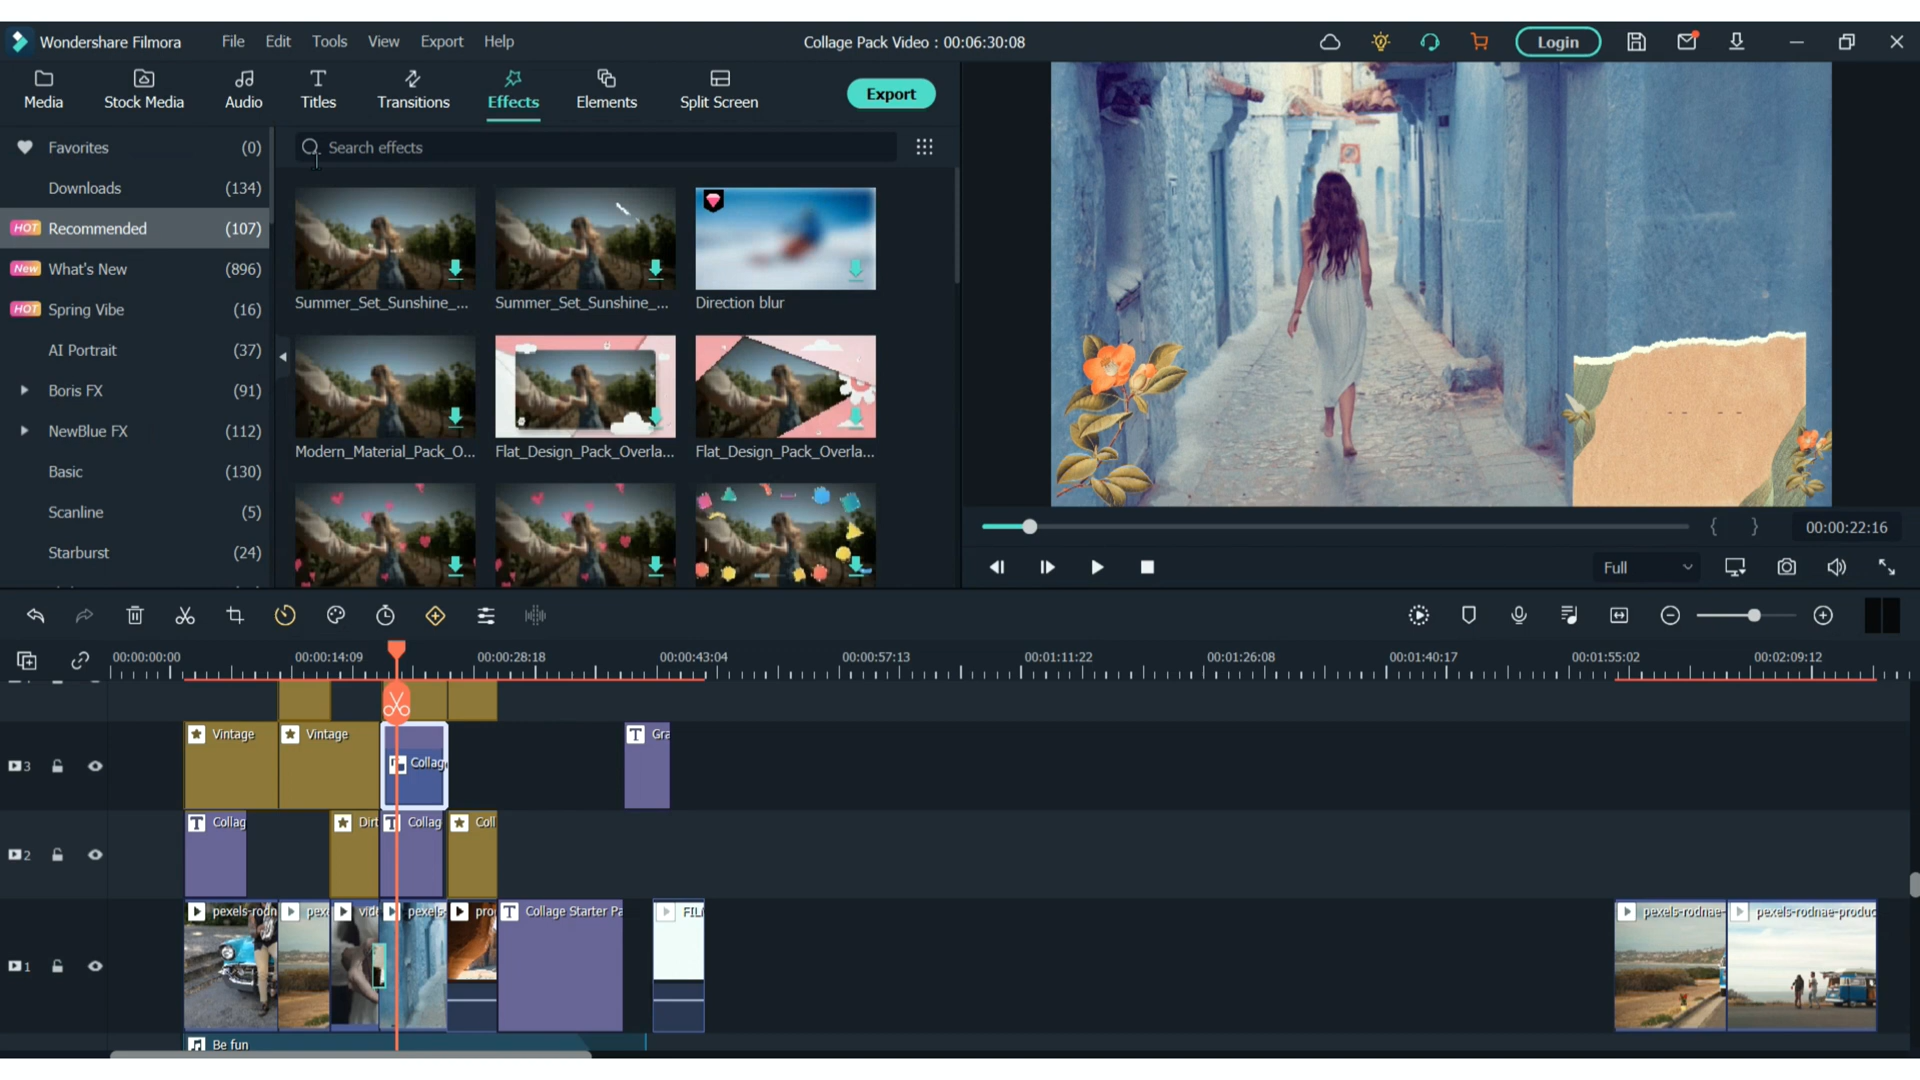 Wondershare Filmora
File
Edit
Tools
View
Export
Help
Collage Pack Video : 00:06:30:08
Login
Media
Stock Media
Audio
Titles
Transitions
Effects
Elements
Split Screen
Export
Favorites (0)
Downloads (134)
HOT Recommended (107)
New What's New (896)
HOT Spring Vibe (16)
AI Portrait (37)
Boris FX (91)
NewBlue FX (112)
Basic (130)
Scanline (5)
Starburst (24)
Search effects
Summer_Set_Sunshine_...
Summer_Set_Sunshine_...
Direction blur
Modern_Material_Pack_O...
Flat_Design_Pack_Overla...
Flat_Design_Pack_Overla...
{ }
00:00:22:16
Full
00:00:00:00
00:00:14:09
00:00:28:18
00:00:43:04
00:00:57:13
00:01:11:22
00:01:26:08
00:01:40:17
00:01:55:02
00:02:09:12
3
Vintage
Vintage
Collag
T Gra
2
T Collag
Dirt
T Collag
Coll
1
pexels-rodn
pex
vid
pexels-
pro
T Collage Starter Pa
FIL
pexels-rodnae-
pexels-rodnae-produc
Be fun